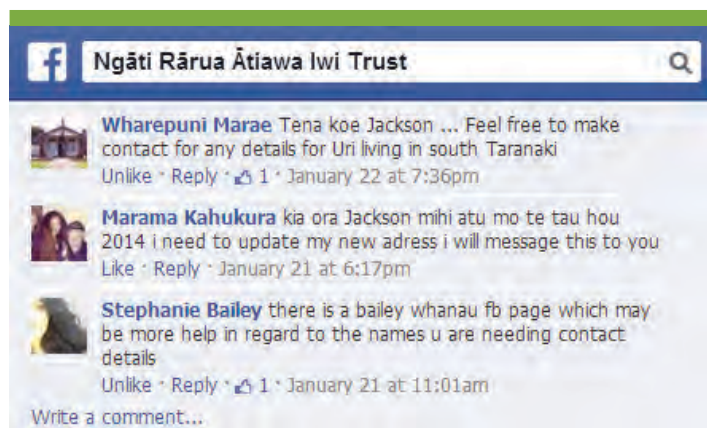 f Ngāti Rārua Ātiawa Iwi Trust
Wharepuni Marae Tena koe Jackson ... Feel free to make
contact for any details for Uri living in south Taranaki
Unlike · Reply · 1 · January 22 at 7:36pm
Marama Kahukura kia ora Jackson mihi atu mo te tau hou
2014 i need to update my new adress i will message this to you
Like · Reply · January 21 at 6:17pm
Stephanie Bailey there is a bailey whanau fb page which may
be more help in regard to the names u are needing contact
details
Unlike · Reply · 1 · January 21 at 11:01am
Write a comment...